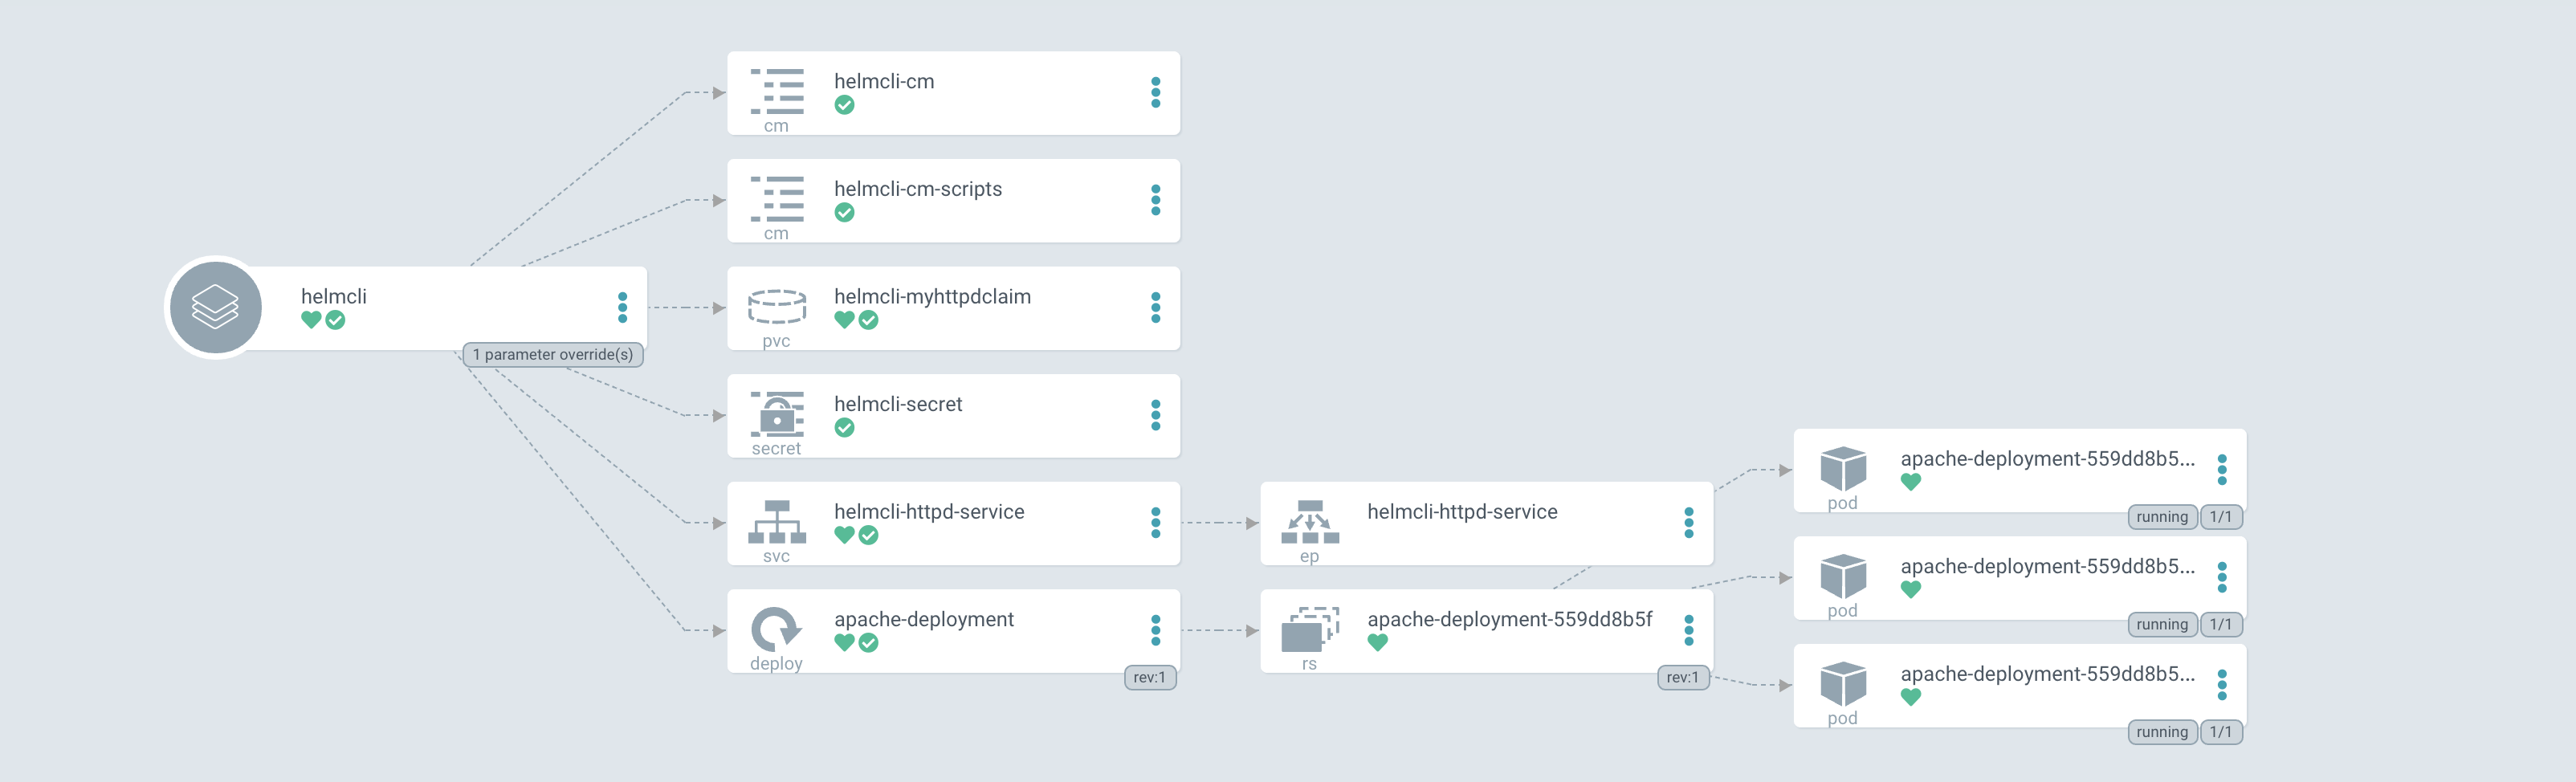 helmcli
1 parameter override(s)
helmcli-cm
cm
helmcli-cm-scripts
cm
helmcli-myhttpdclaim
pvc
helmcli-secret
secret
helmcli-httpd-service
svc
apache-deployment
deploy
rev:1
helmcli-httpd-service
ep
apache-deployment-559dd8b5f
rs
rev:1
apache-deployment-559dd8b5...
pod
running 1/1
apache-deployment-559dd8b5...
pod
running 1/1
apache-deployment-559dd8b5...
pod
running 1/1